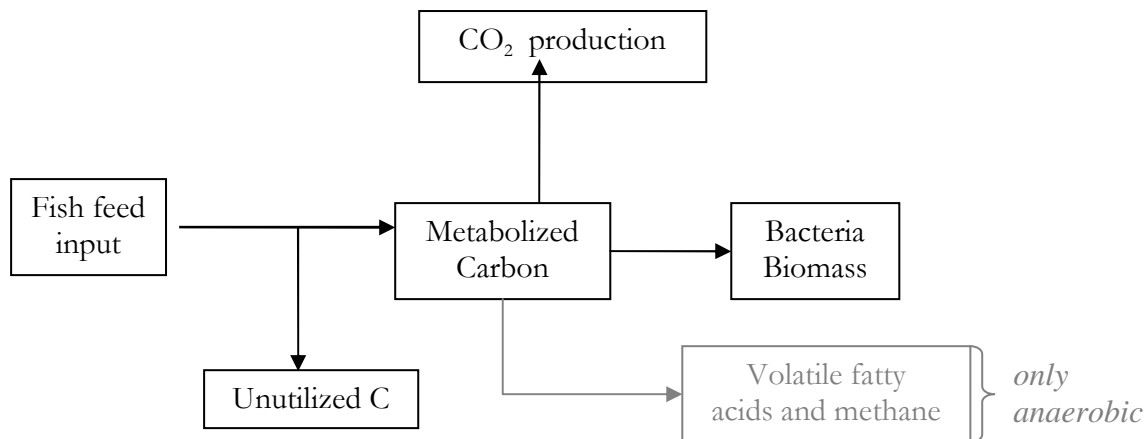 CO₂ production
Fish feed
input
Metabolized
Carbon
Bacteria
Biomass
Unutilized C
Volatile fatty
acids and methane
only
anaerobic